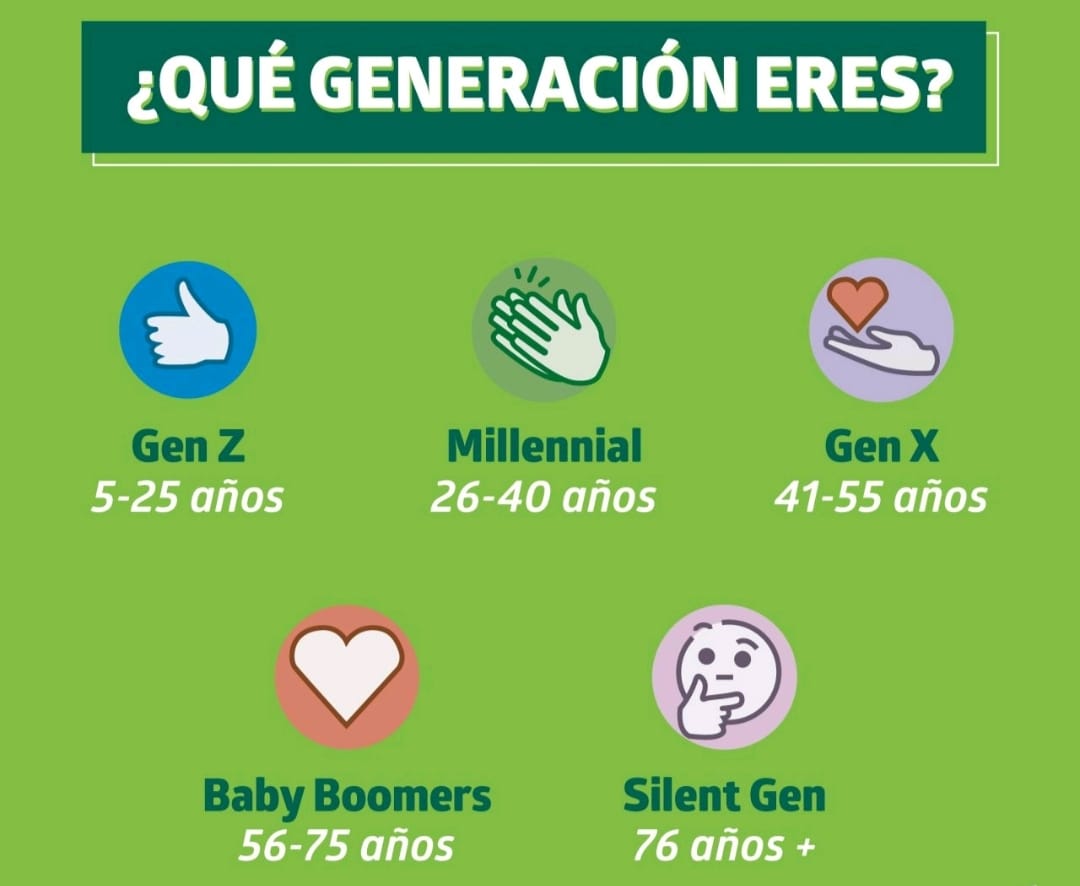 ¿QUÉ GENERACIÓN ERES?
Gen Z
5-25 años
Millennial
26-40 años
Gen X
41-55 años
Baby Boomers
56-75 años
Silent Gen
76 años +